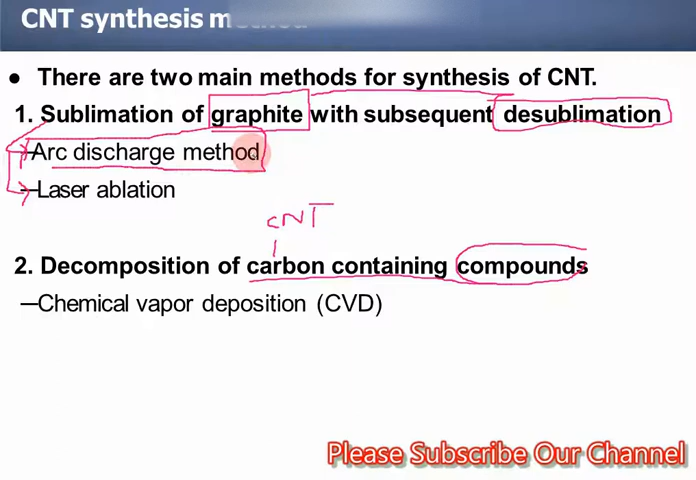 CNT synthesis
● There are two main methods for synthesis of CNT.
1. Sublimation of graphite with subsequent desublimation
—Arc discharge method
—Laser ablation
CNT
2. Decomposition of carbon containing compounds
—Chemical vapor deposition (CVD)
Please Subscribe Our Channel